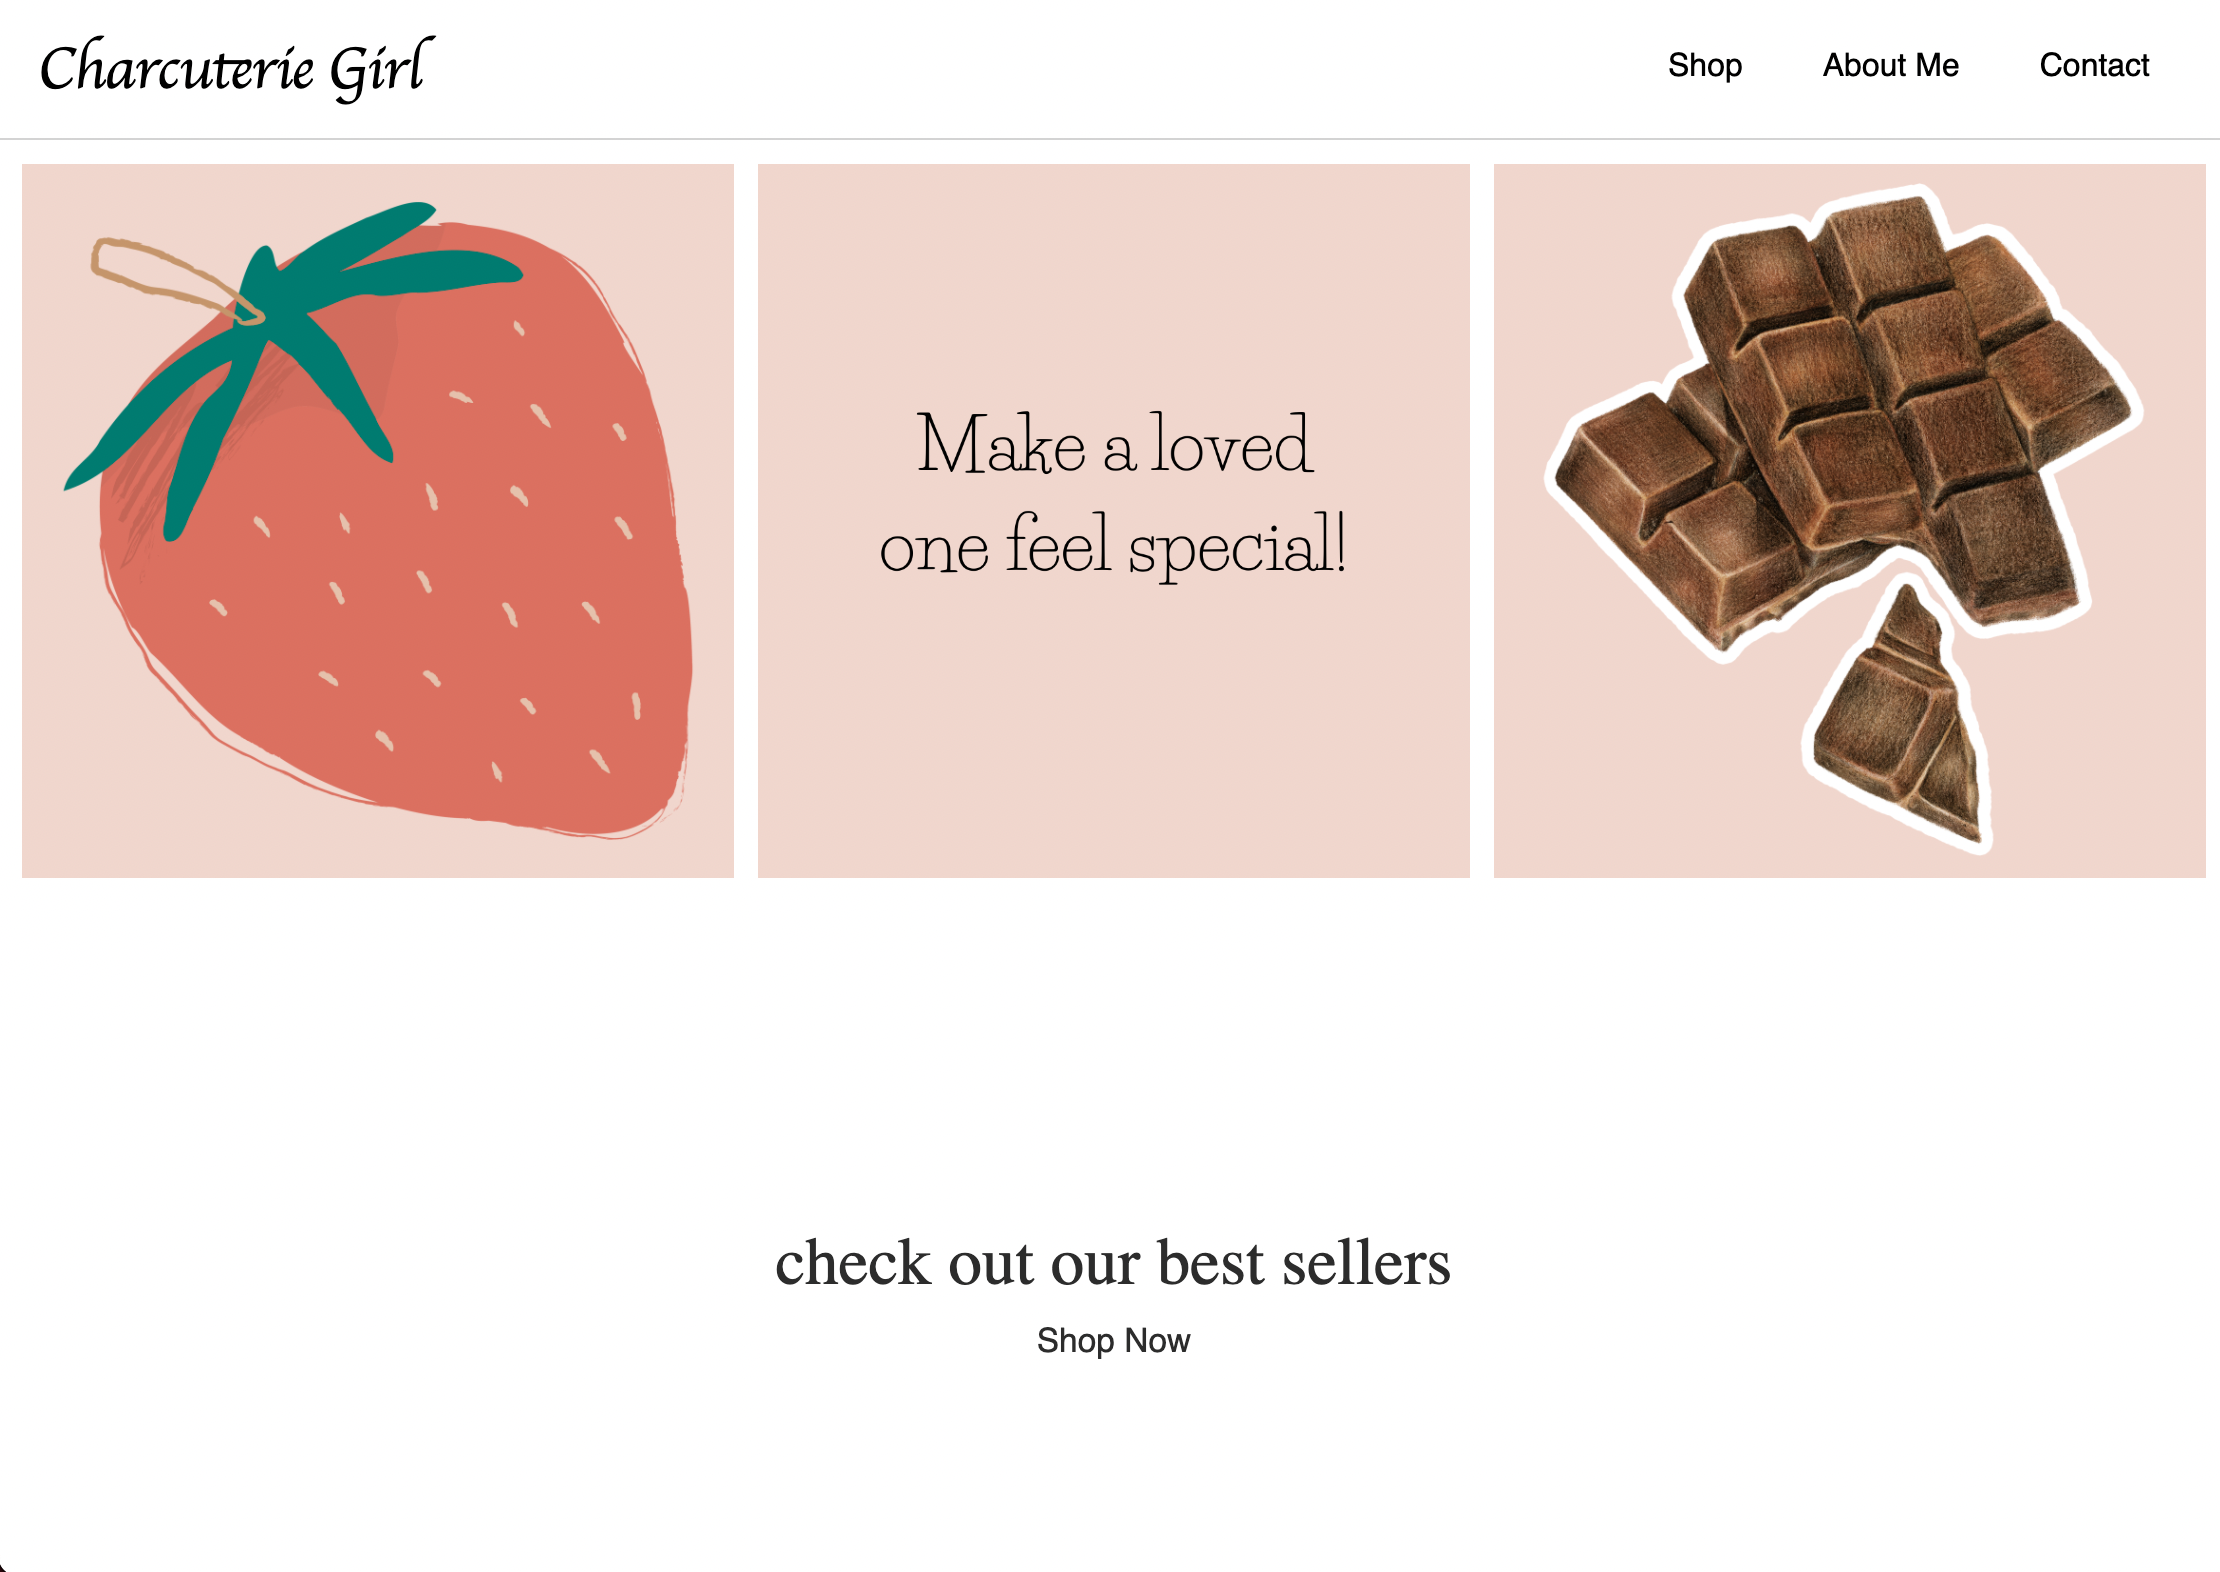 Charcuterie Girl
Shop
About Me
Contact
Make a loved
one feel special!
check out our best sellers
Shop Now